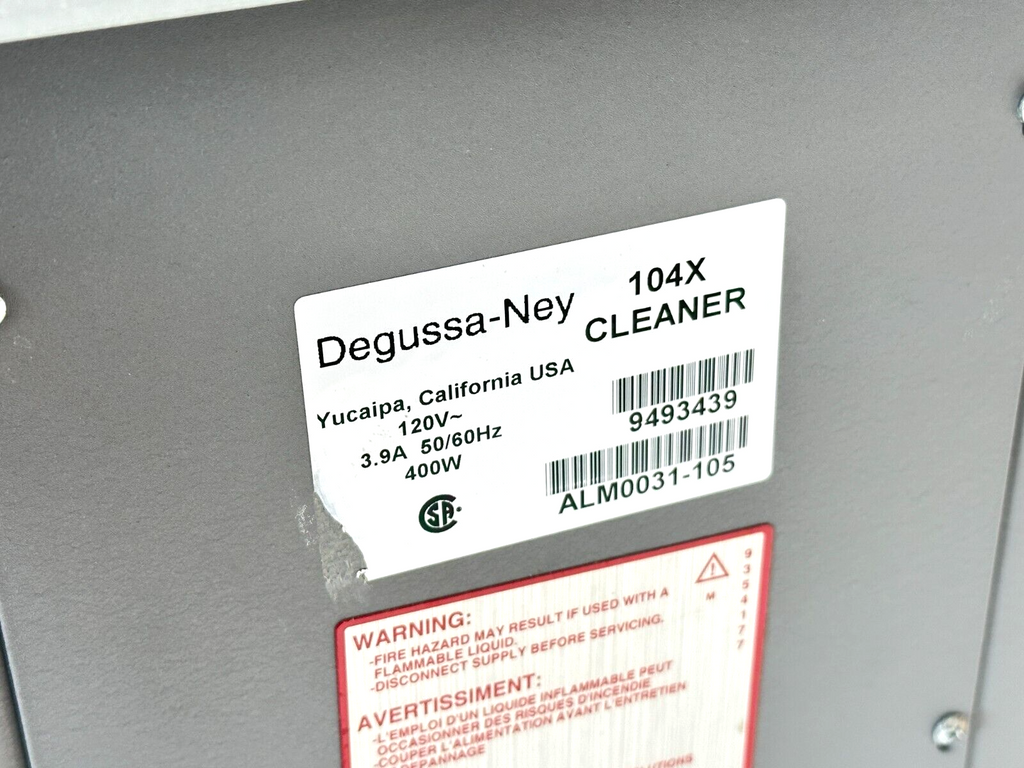 Degussa-Ney
104X
CLEANER
Yucaipa, California USA
120V~
3.9A 50/60Hz
400W
9493439
ALM0031-105
WARNING:
-FIRE HAZARD MAY RESULT IF USED WITH A
FLAMMABLE LIQUID.
-DISCONNECT SUPPLY BEFORE SERVICING.
M
9354177
AVERTISSIMENT:
-L'EMPLOI D'UN LIQUIDE INFLAMMABLE PEUT
OCCASIONNER DES RISQUES D'INCENDIE
-COUPER L'ALIMENTATION AVANT L'ENTRETIEN
DEPANNAGE